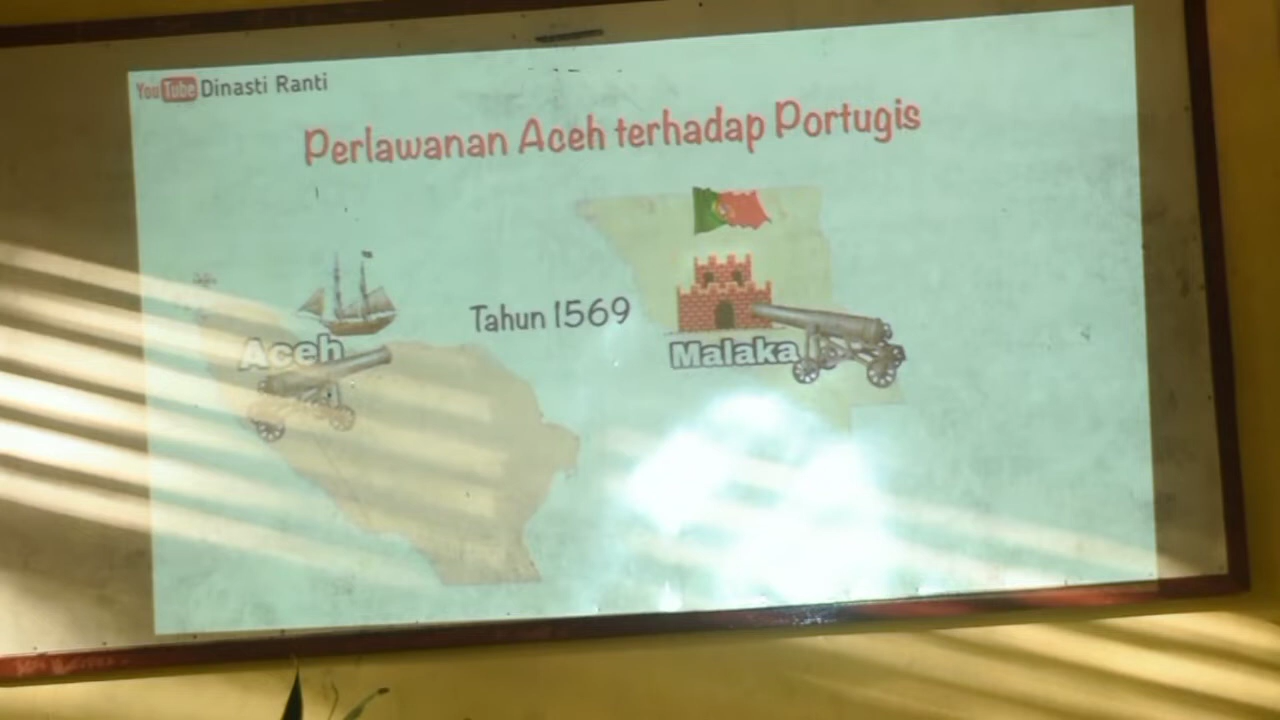 YouTube Dinasti Ranti
Perlawanan Aceh terhadap Portugis
Tahun 1569
Aceh
Malaka